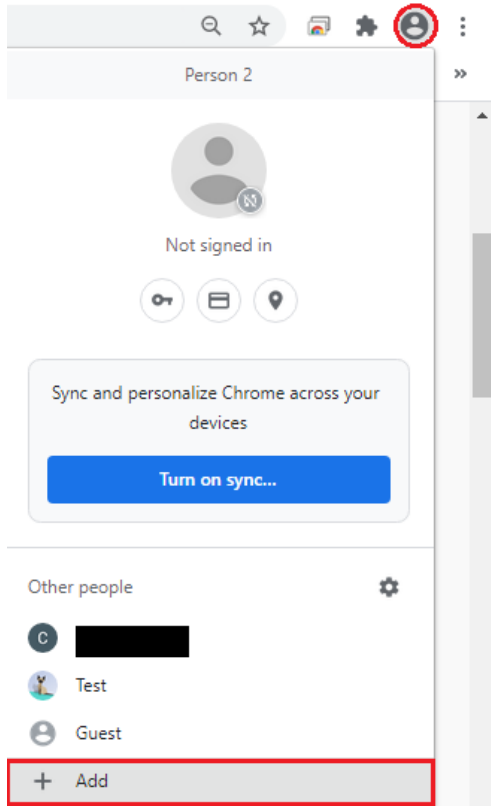 Person 2
Not signed in
Sync and personalize Chrome across your
devices
Turn on sync...
Other people
C
Test
Guest
+ Add